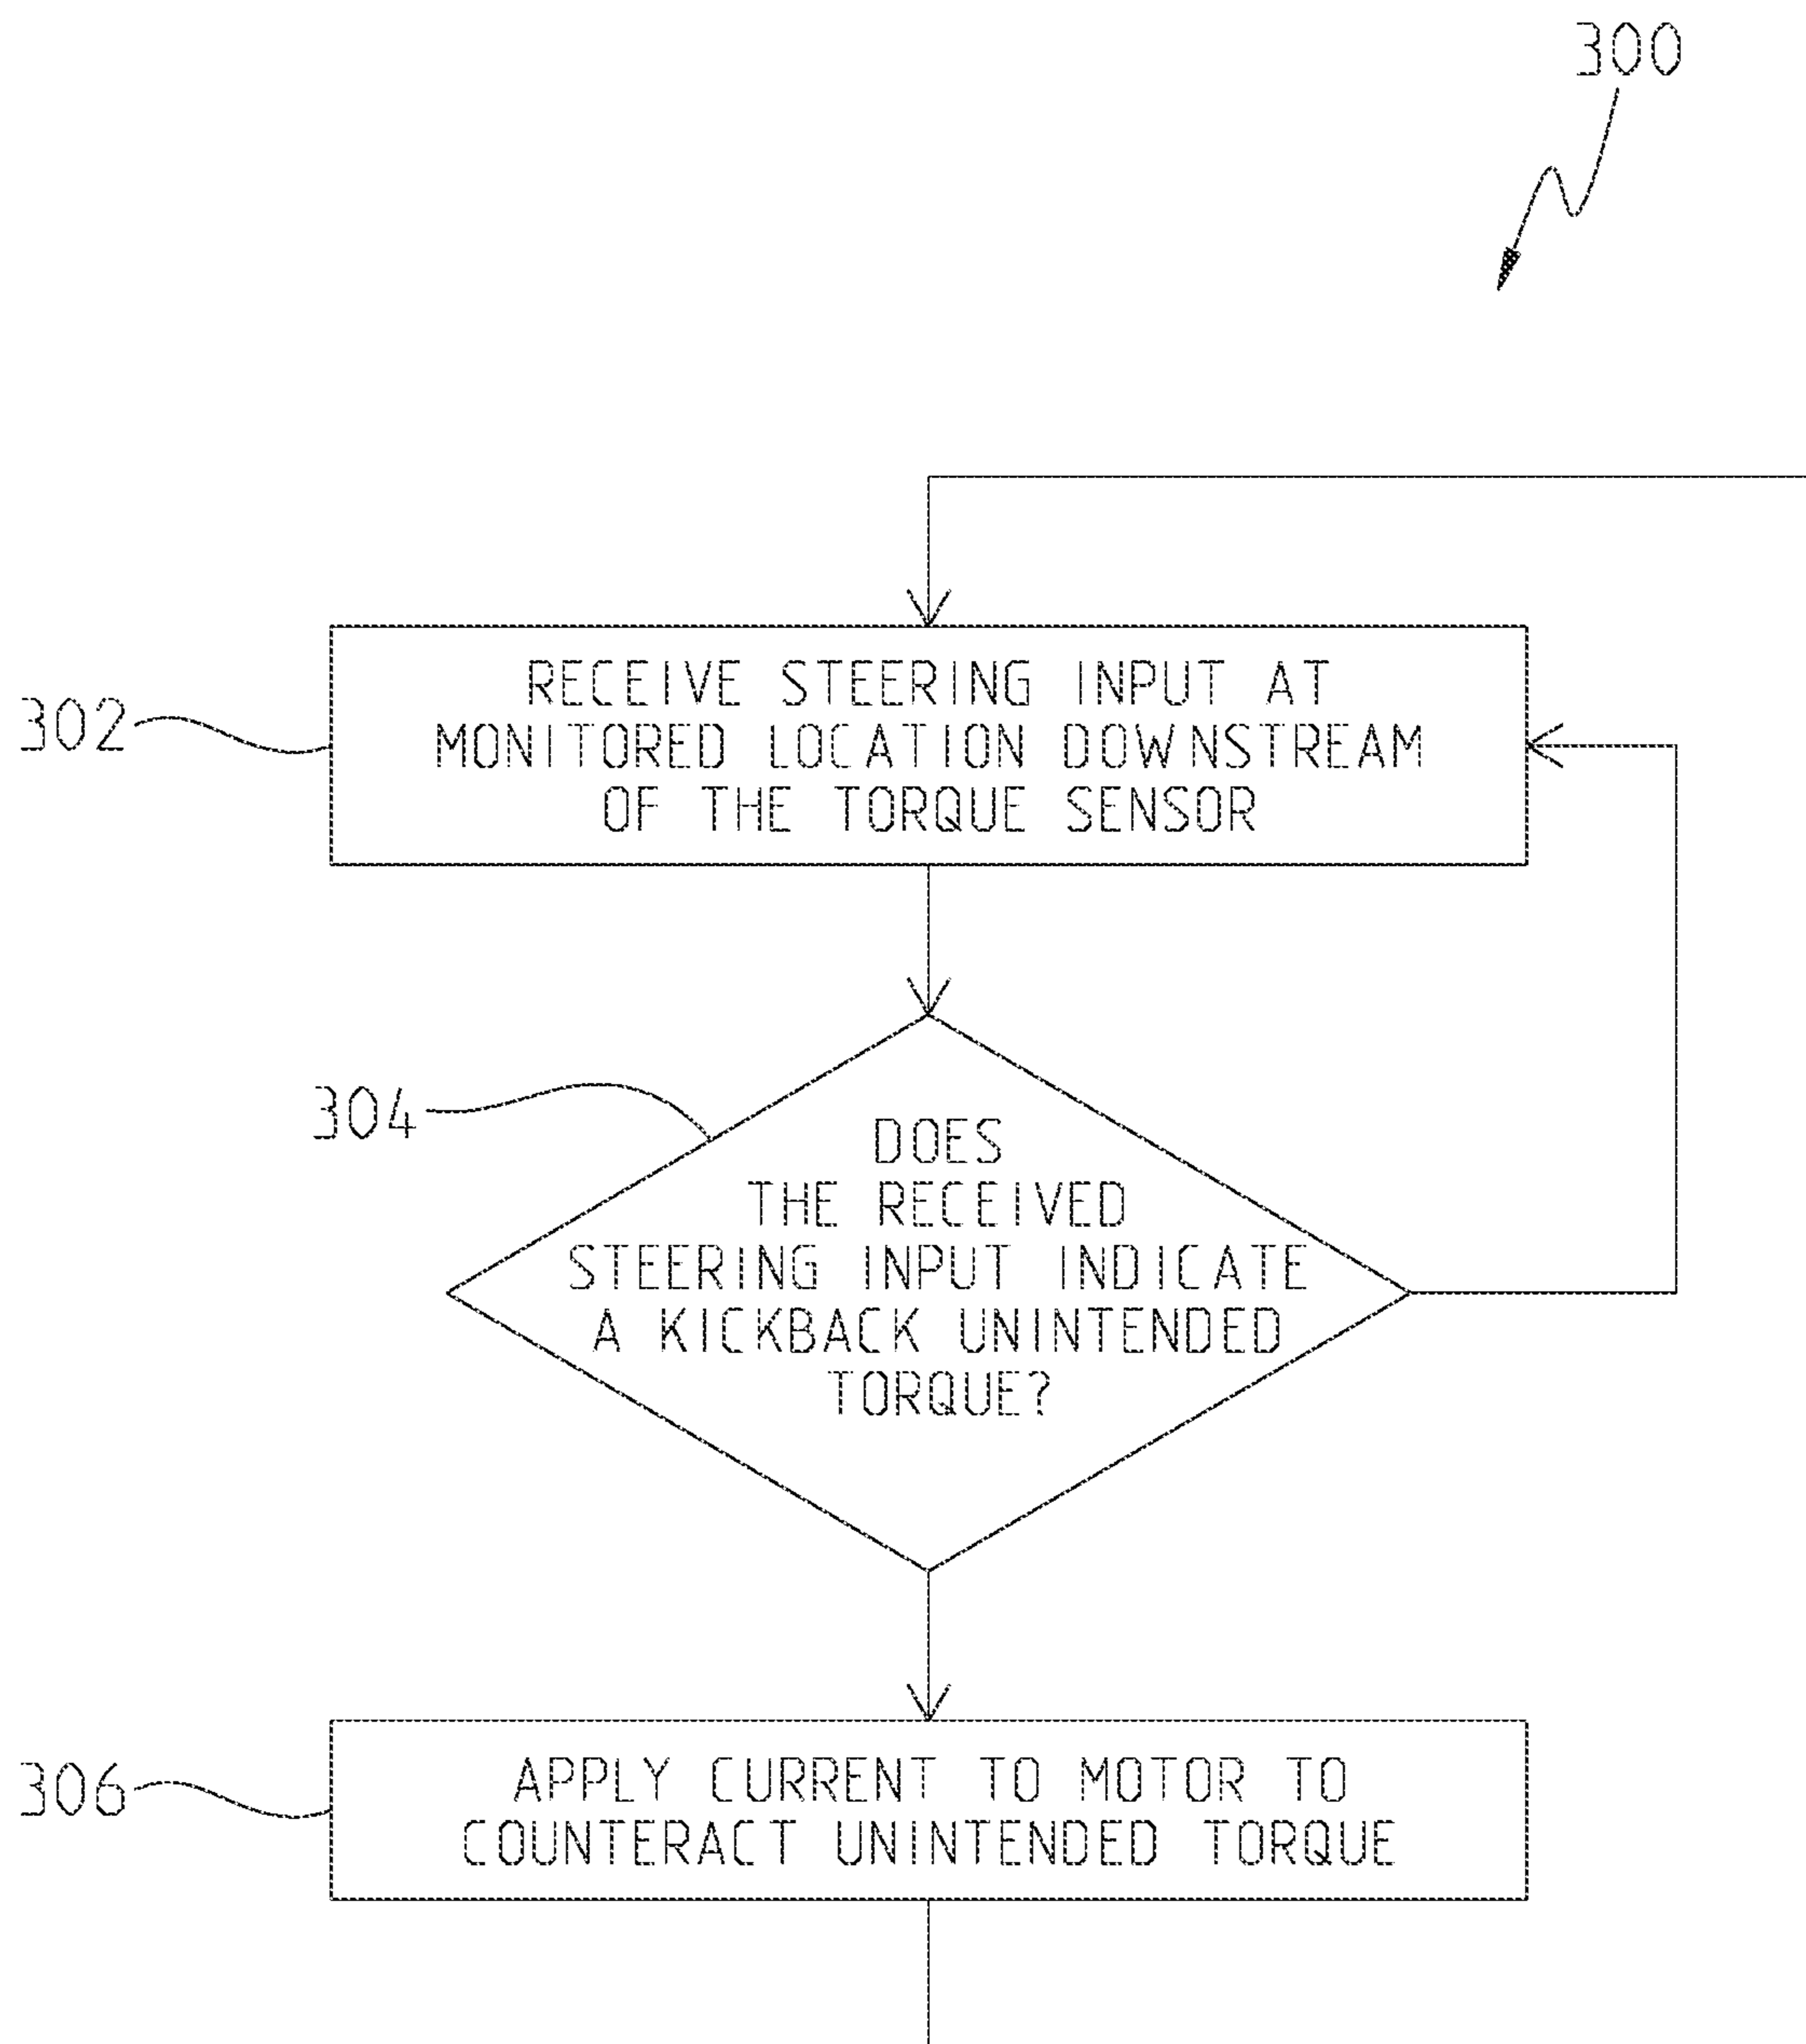 300
302
RECEIVE STEERING INPUT AT
MONITORED LOCATION DOWNSTREAM
OF THE TORQUE SENSOR
304
DOES
THE RECEIVED
STEERING INPUT INDICATE
A KICKBACK UNINTENDED
TORQUE?
306
APPLY CURRENT TO MOTOR TO
COUNTERACT UNINTENDED TORQUE